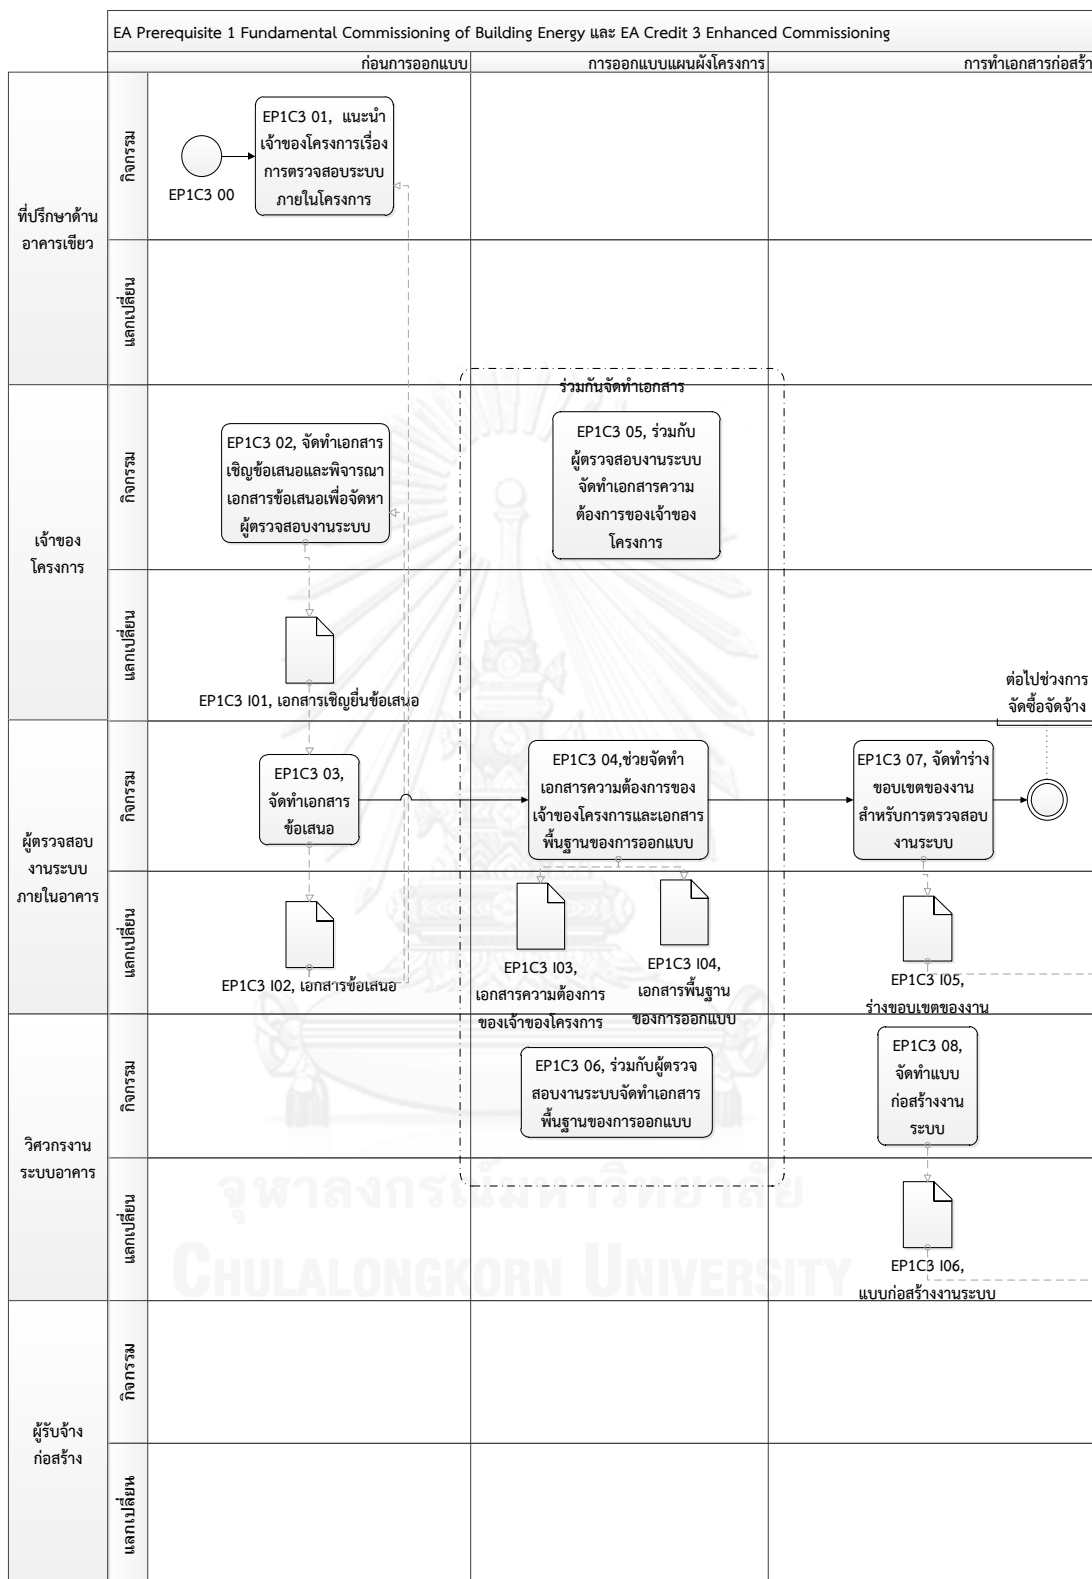 EA Prerequisite 1 Fundamental Commissioning of Building Energy และ EA Credit 3 Enhanced Commissioning
ก่อนการออกแบบ
การออกแบบแผนผังโครงการ
การทำเอกสารก่อสร้า
ที่ปรึกษาด้าน
อาคารเขียว
กิจกรรม
EP1C3 00
EP1C3 01, แนะนำ
เจ้าของโครงการเรื่อง
การตรวจสอบระบบ
ภายในโครงการ
แลกเปลี่ยน
เจ้าของ
โครงการ
กิจกรรม
EP1C3 02, จัดทำเอกสาร
เชิญข้อเสนอและพิจารณา
เอกสารข้อเสนอเพื่อจัดหา
ผู้ตรวจสอบงานระบบ
ร่วมกันจัดทำเอกสาร
EP1C3 05, ร่วมกับ
ผู้ตรวจสอบงานระบบ
จัดทำเอกสารความ
ต้องการของเจ้าของ
โครงการ
แลกเปลี่ยน
EP1C3 I01, เอกสารเชิญยื่นข้อเสนอ
ต่อไปช่วงการ
จัดซื้อจัดจ้าง
ผู้ตรวจสอบ
งานระบบ
ภายในอาคาร
กิจกรรม
EP1C3 03,
จัดทำเอกสาร
ข้อเสนอ
EP1C3 04,ช่วยจัดทำ
เอกสารความต้องการของ
เจ้าของโครงการและเอกสาร
พื้นฐานของการออกแบบ
EP1C3 07, จัดทำร่าง
ขอบเขตของงาน
สำหรับการตรวจสอบ
งานระบบ
แลกเปลี่ยน
EP1C3 I02, เอกสารข้อเสนอ
EP1C3 I03,
เอกสารความต้องการ
ของเจ้าของโครงการ
EP1C3 I04,
เอกสารพื้นฐาน
ของการออกแบบ
EP1C3 I05,
ร่างขอบเขตของงาน
วิศวกรงาน
ระบบอาคาร
กิจกรรม
EP1C3 06, ร่วมกับผู้ตรวจ
สอบงานระบบจัดทำเอกสาร
พื้นฐานของการออกแบบ
EP1C3 08,
จัดทำแบบ
ก่อสร้างงาน
ระบบ
แลกเปลี่ยน
จุฬาลงกรณ์มหาวิทยาลัย
CHULALONGKORN UNIVERSITY
EP1C3 I06,
แบบก่อสร้างงานระบบ
ผู้รับจ้าง
ก่อสร้าง
กิจกรรม
แลกเปลี่ยน